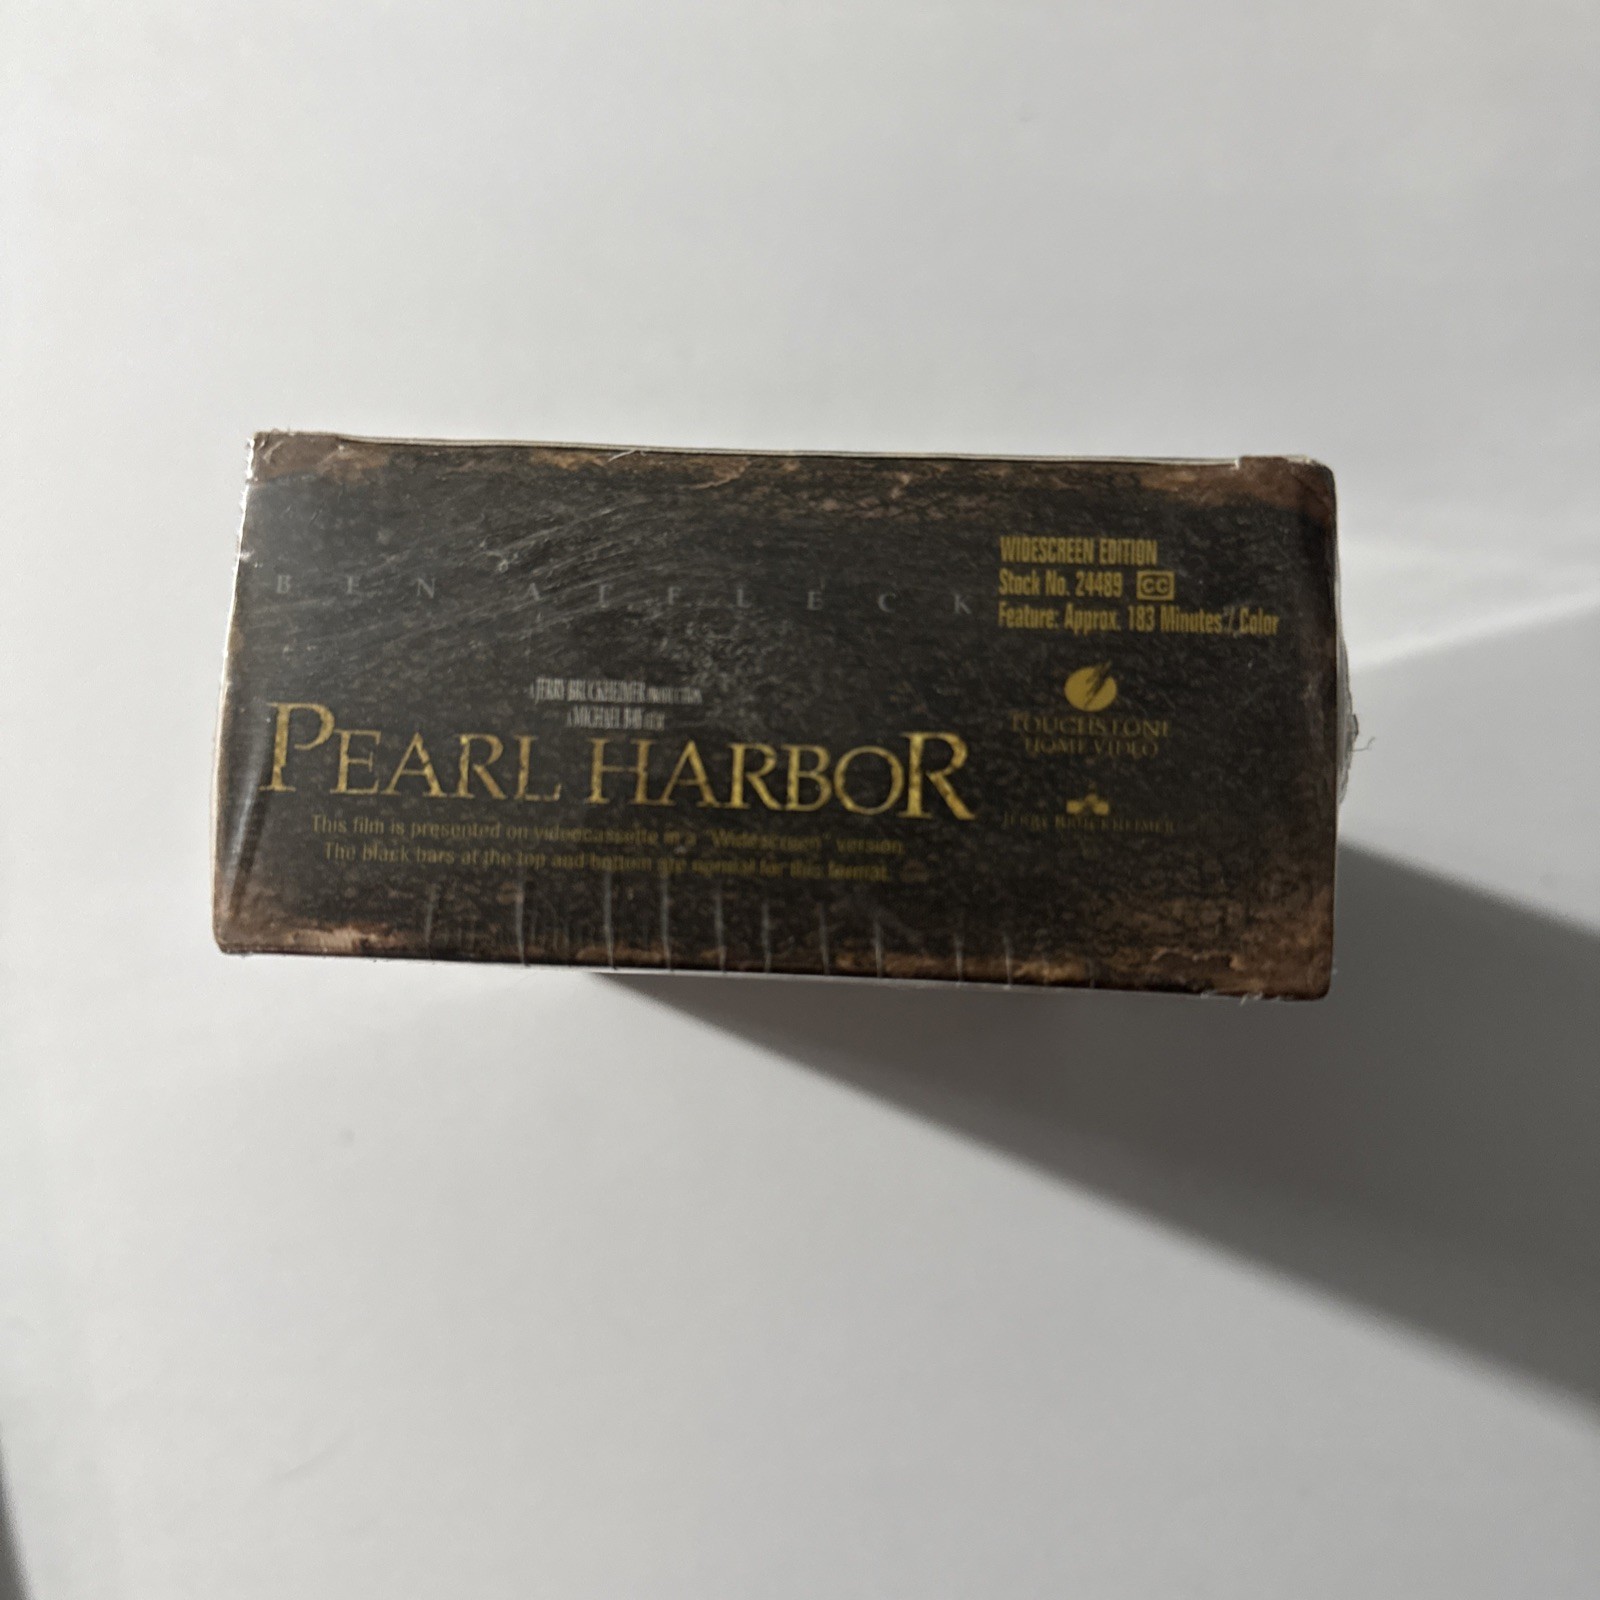 BEN AFFLECK
WIDESCREEN EDITION
Stock No. 24489 CC
Feature: Approx. 183 Minutes / Color
A JERRY BRUCKHEIMER PRODUCTION
A MICHAEL BAY FILM
PEARL HARBOR
This film is presented on videocassette in a "Widescreen" version.
The black bars at the top and bottom are normal for this format.
TOUCHSTONE
HOME VIDEO
JERRY BRUCKHEIMER